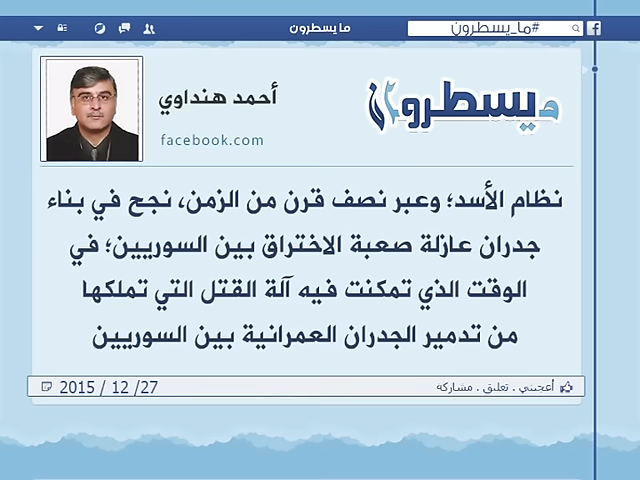 ما يسطرون
#ما_يسطرون
ما يسطرون
أحمد هنداوي
facebook.com
نظام الأسد؛ وعبر نصف قرن من الزمن، نجح في بناء
جدران عازلة صعبة الاختراق بين السوريين؛ في
الوقت الذي تمكنت فيه آلة القتل التي تملكها
من تدمير الجدران العمرانية بين السوريين
أعجبني . تعليق . مشاركة
2015 / 12 /27